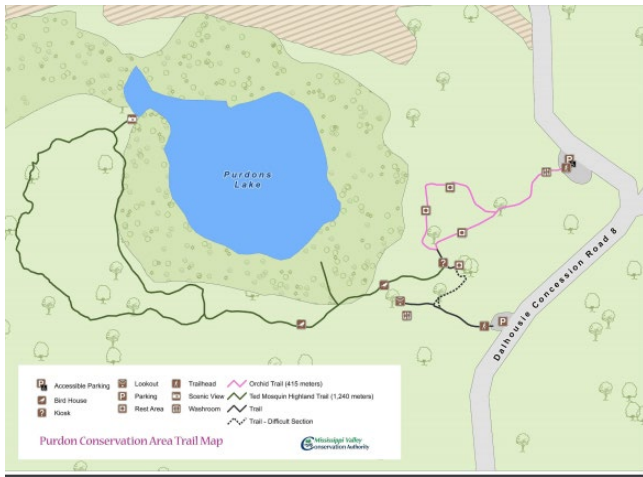 Purdons
Lake
Dalhousie Concession Road 8
Accessible Parking
Bird House
Kiosk
Lookout
Parking
Rest Area
Trailhead
Scenic View
Washroom
Orchid Trail (415 meters)
Ted Mosquin Highland Trail (1,240 meters)
Trail
Trail - Difficult Section
Purdon Conservation Area Trail Map
Mississippi Valley
Conservation Authority